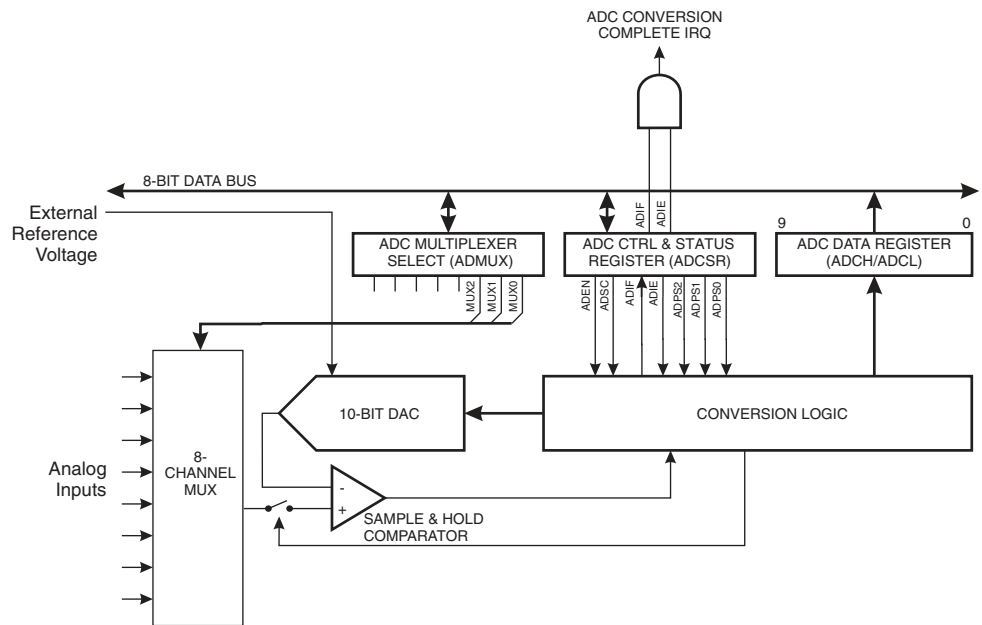 ADC CONVERSION
COMPLETE IRQ
8-BIT DATA BUS
ADIF
ADIE
External
Reference
Voltage
ADC MULTIPLEXER
SELECT (ADMUX)
ADC CTRL & STATUS
REGISTER (ADCSR)
9
0
ADC DATA REGISTER
(ADCH/ADCL)
MUX2
MUX1
MUX0
ADEN
ADSC
ADIF
ADIE
ADPS2
ADPS1
ADPS0
10-BIT DAC
CONVERSION LOGIC
Analog
Inputs
8-
CHANNEL
MUX
-
+
SAMPLE & HOLD
COMPARATOR